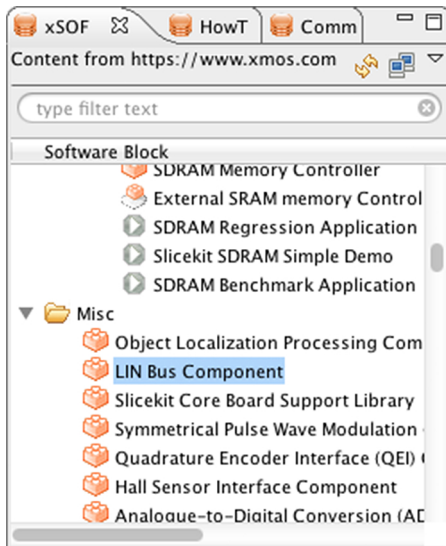 xSOF HowT Comm
Content from https://www.xmos.com
type filter text
Software Block
SDRAM Memory Controller
External SRAM memory Control
SDRAM Regression Application
Slicekit SDRAM Simple Demo
SDRAM Benchmark Application
Misc
Object Localization Processing Com
LIN Bus Component
Slicekit Core Board Support Library
Symmetrical Pulse Wave Modulation
Quadrature Encoder Interface (QEI) C
Hall Sensor Interface Component
Analogue-to-Digital Conversion (AD